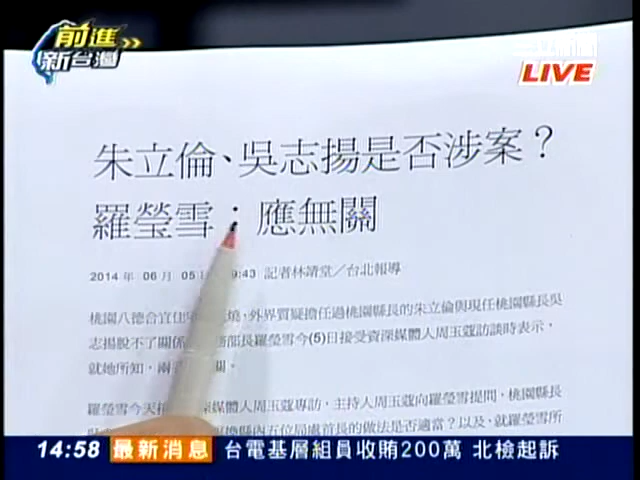 前進
新台灣
LIVE
朱立倫、吳志揚是否涉案？
羅瑩雪：應無關
2014 年 06 月 05 9:43 記者林靖堂／台北報導
桃園八德合宜住 燒，外界質疑擔任過桃園縣長的朱立倫與現任桃園縣長吳
志揚脫不了關係 務部長羅瑩雪今(5)日接受資深媒體人周玉蔻訪談時表示，
就她所知，兩 關。
羅瑩雪今天接 深媒體人周玉蔻專訪，主持人周玉蔻向羅瑩雪提問，桃園縣長
縣內五位局處首長的做法是否適當？以及，就羅瑩雪所
14:58 最新消息 台電基層組員收賄200萬 北檢起訴